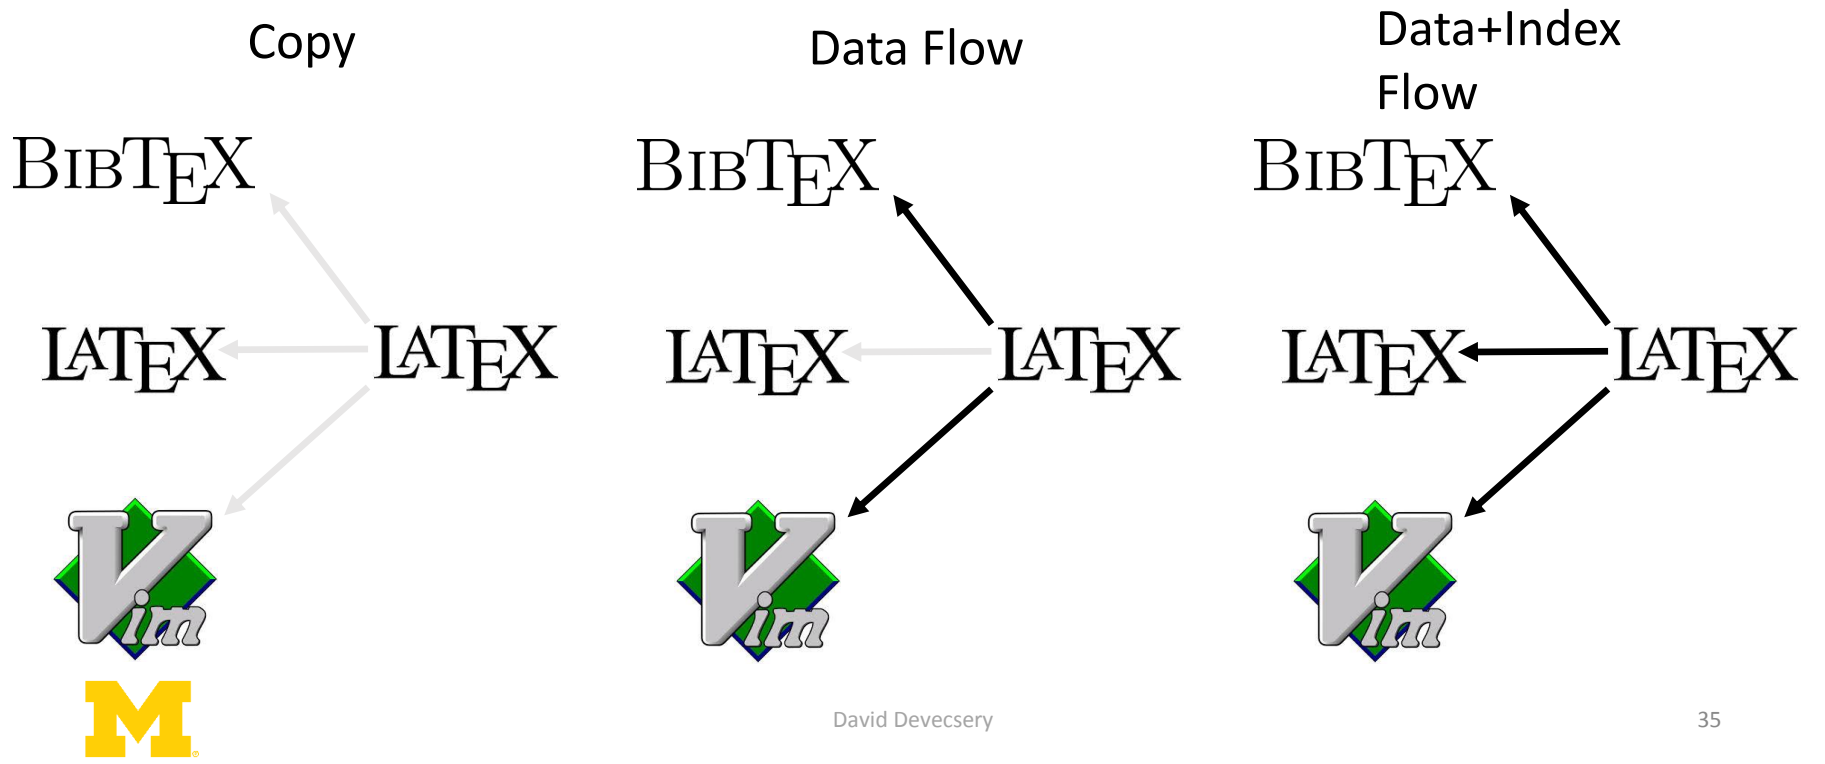 Copy
BIBTEX
LATEX LATEX
Vim
Data Flow
BIBTEX
LATEX LATEX
Vim
Data+Index
Flow
BIBTEX
LATEX LATEX
Vim
M®
David Devecsery
35